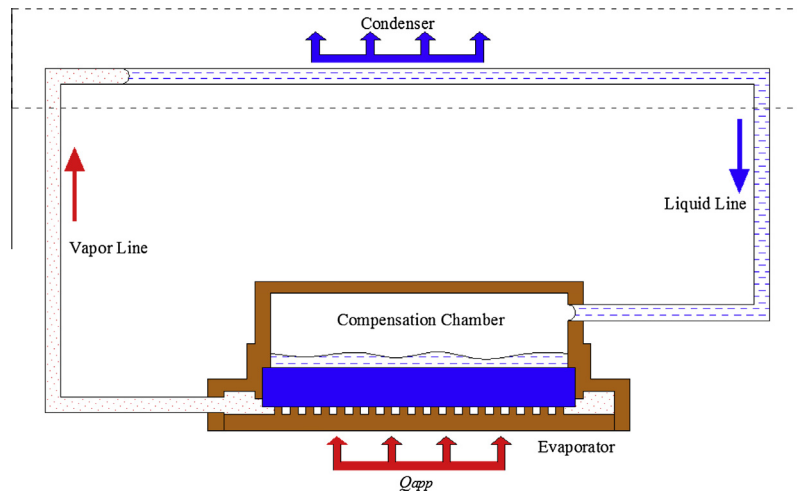 Condenser
Liquid Line
Vapor Line
Compensation Chamber
Evaporator
Qapp